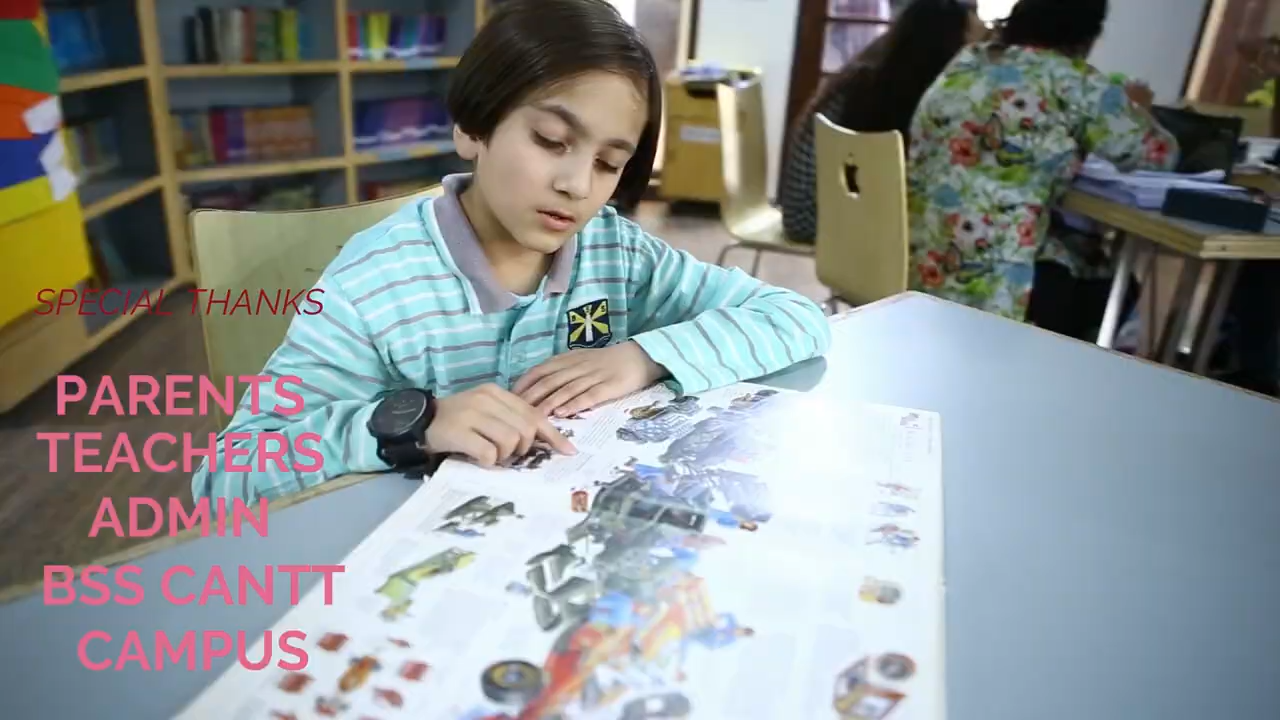 SPECIAL THANKS
PARENTS
TEACHERS
ADMIN
BSS CANTT
CAMPUS